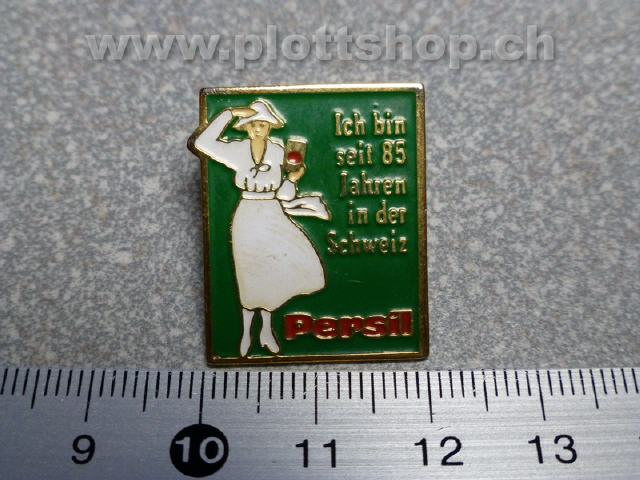 www.plottshop.ch
Ich bin
seit 85
Jahren
in der
Schweiz
Persil
9 10 11 12 13